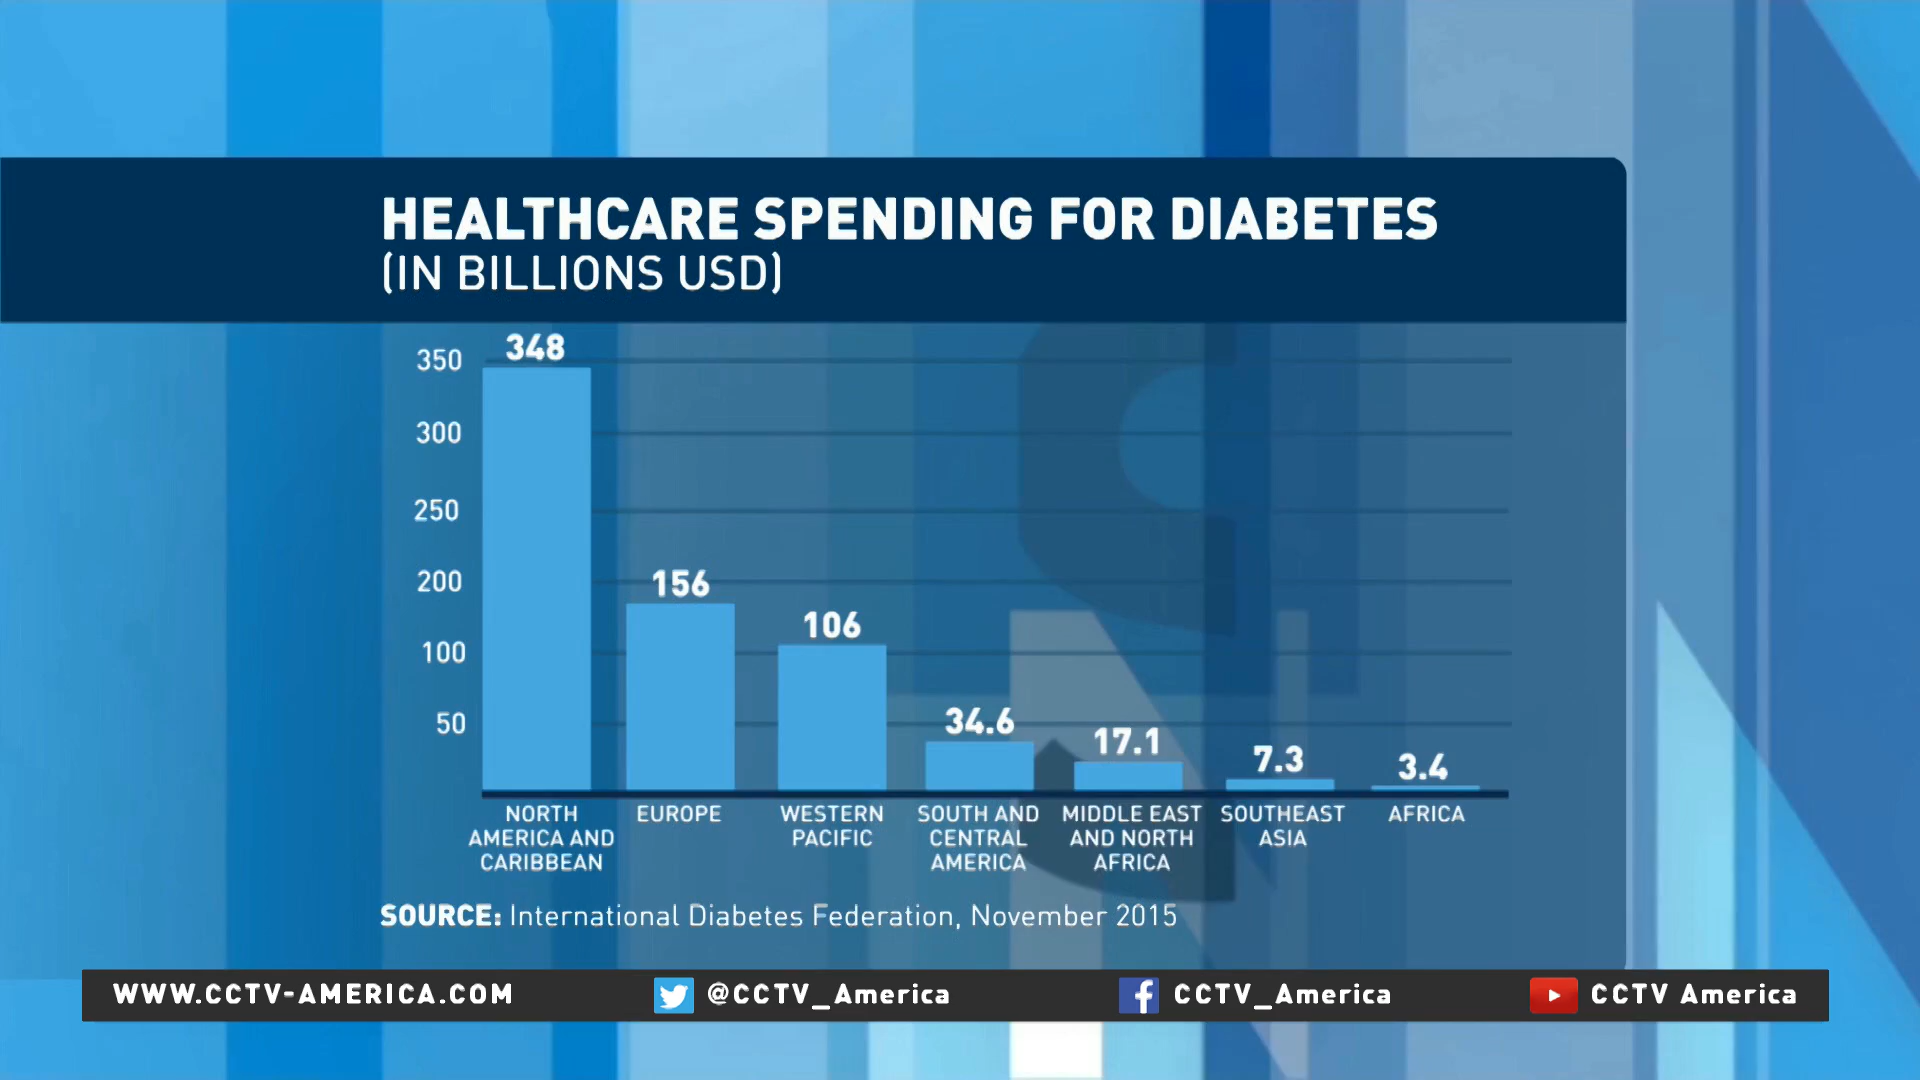 HEALTHCARE SPENDING FOR DIABETES
(IN BILLIONS USD)
350
300
250
200
100
50
348
156
106
34.6
17.1
7.3
3.4
NORTH
AMERICA AND
CARIBBEAN
EUROPE
WESTERN
PACIFIC
SOUTH AND
CENTRAL
AMERICA
MIDDLE EAST
AND NORTH
AFRICA
SOUTHEAST
ASIA
AFRICA
SOURCE: International Diabetes Federation, November 2015
WWW.CCTV-AMERICA.COM
@CCTV_America
CCTV_America
CCTV America